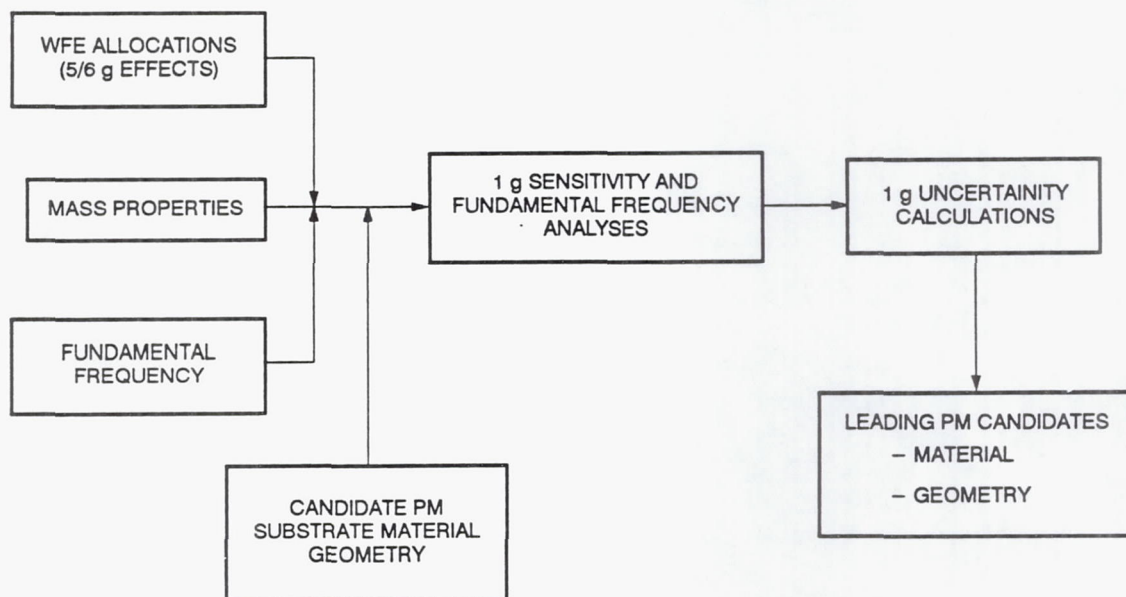 WFE ALLOCATIONS
(5/6 g EFFECTS)
MASS PROPERTIES
FUNDAMENTAL
FREQUENCY
CANDIDATE PM
SUBSTRATE MATERIAL
GEOMETRY
1 g SENSITIVITY AND
FUNDAMENTAL FREQUENCY
ANALYSES
1 g UNCERTAINITY
CALCULATIONS
LEADING PM CANDIDATES
– MATERIAL
– GEOMETRY